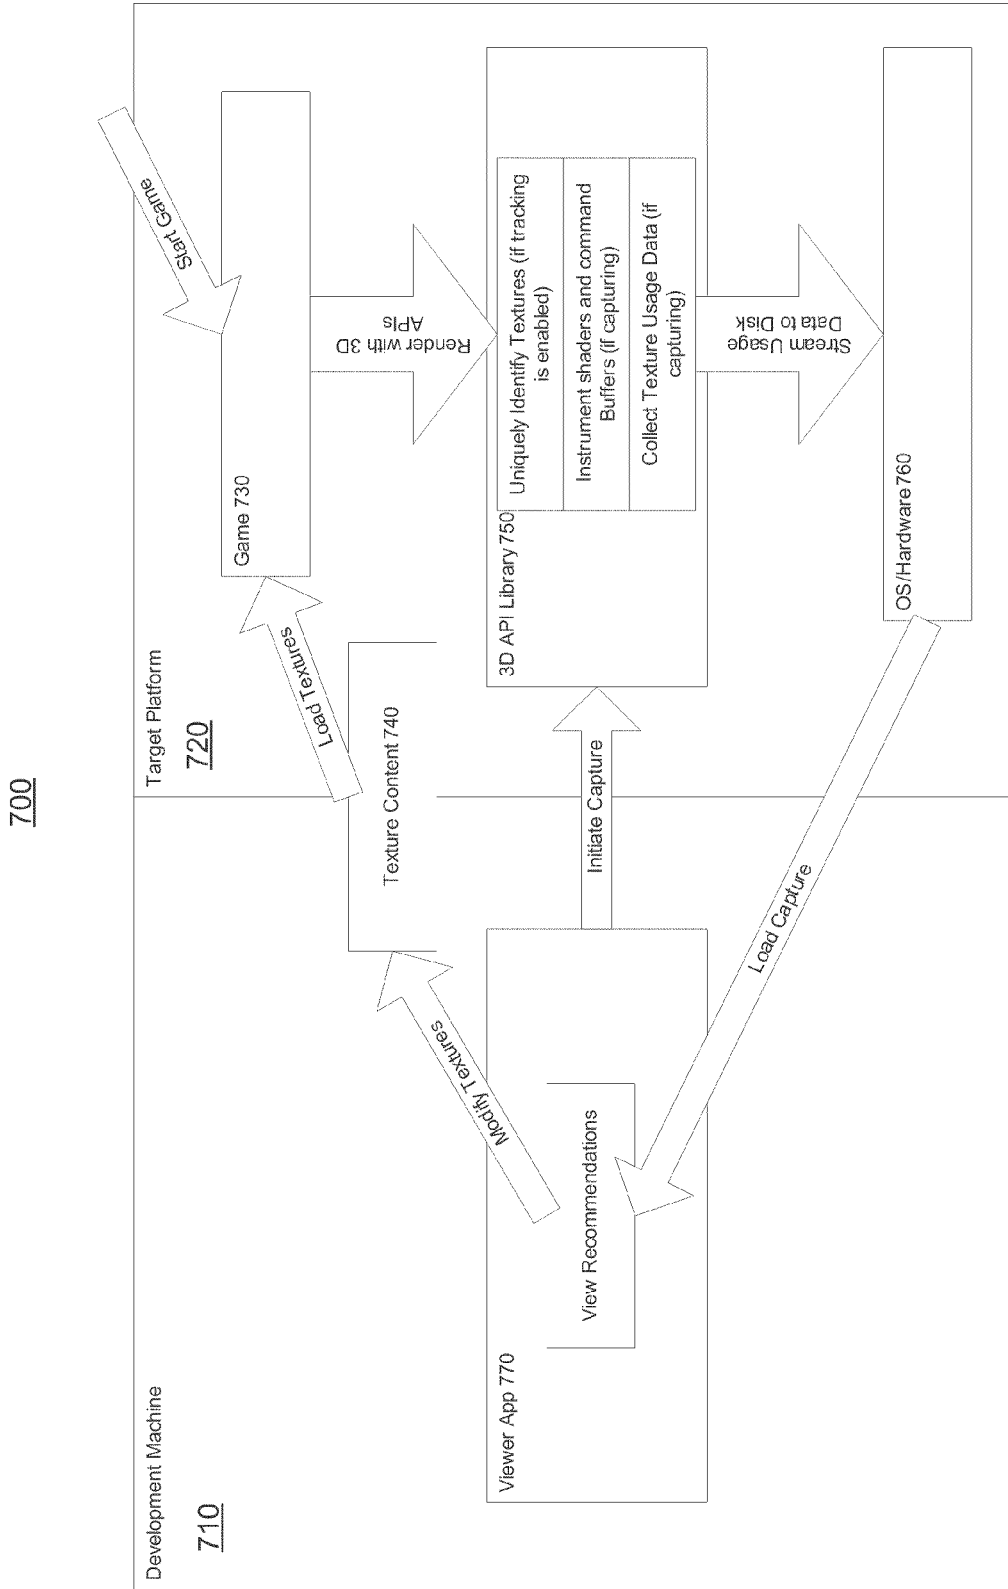 700
Development Machine
710
Target Platform
720
Start Game
Game 730
Load Textures
Render with 3D
APIs
Texture Content 740
Modify Textures
Viewer App 770
View Recommendations
Initiate Capture
3D API Library 750
Uniquely Identify Textures (if tracking
is enabled)
Instrument shaders and command
Buffers (if capturing)
Collect Texture Usage Data (if
capturing)
Stream Usage
Data to Disk
Load Capture
OS/Hardware 760